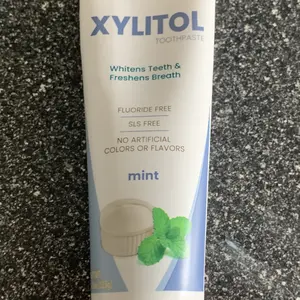 XYLITOL
TOOTHPASTE
Whitens Teeth &
Freshens Breath
FLUORIDE FREE
SLS FREE
NO ARTIFICIAL
COLORS OR FLAVORS
mint